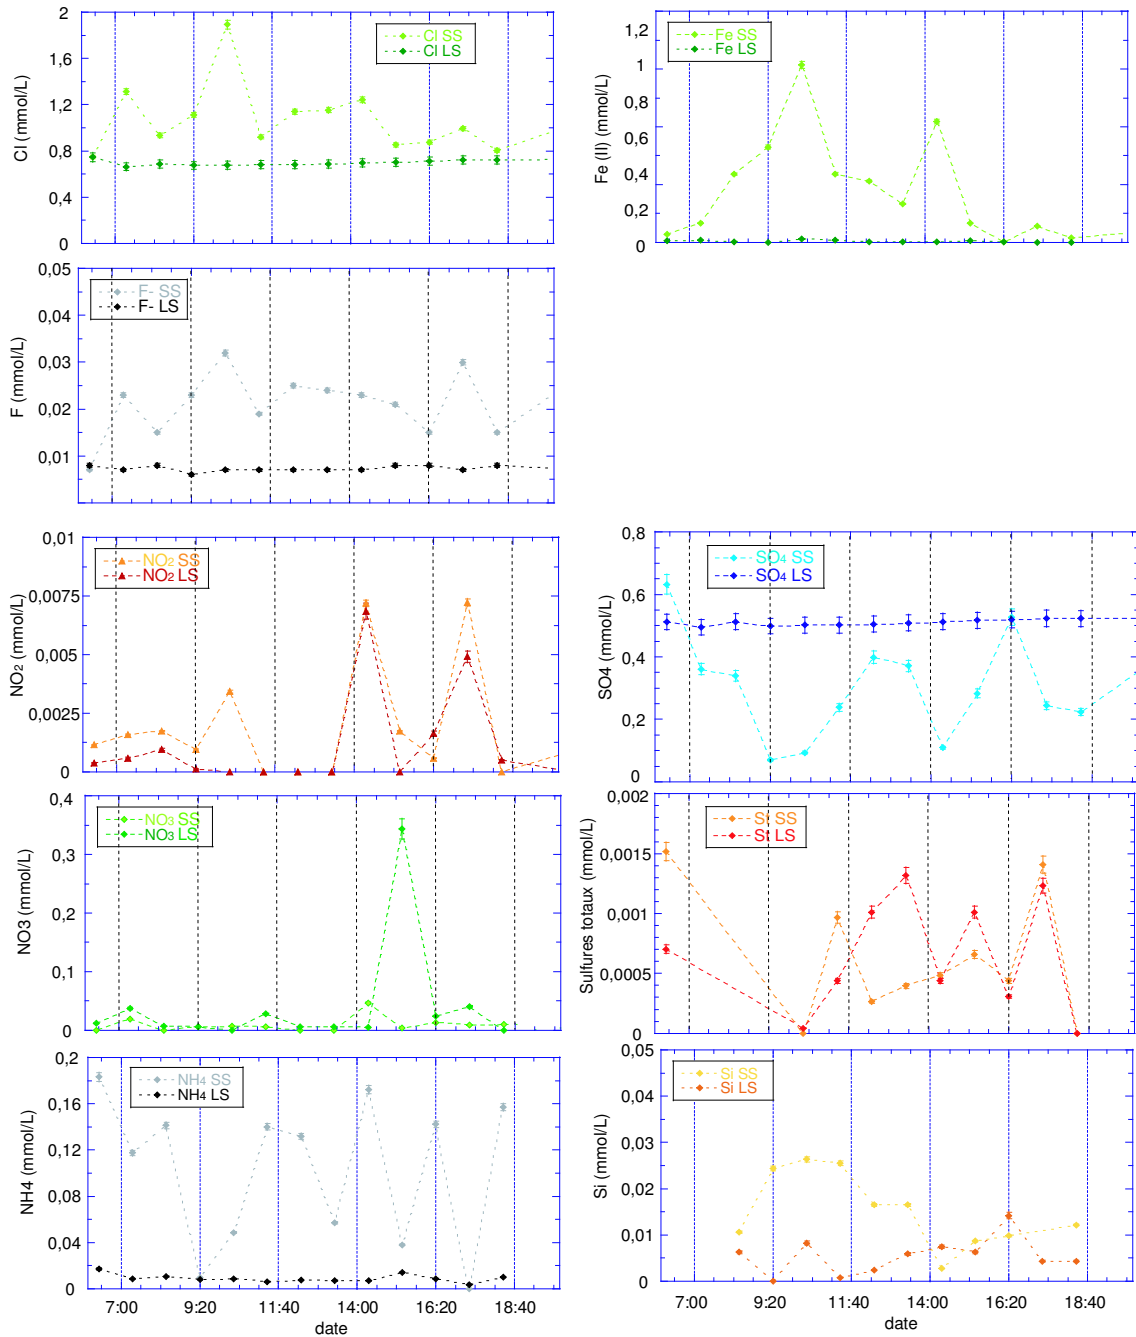 Cl (mmol/L)
2
1,6
1,2
0,8
0,4
0
Cl SS
Cl LS
Fe (II) (mmol/L)
1,2
1
0,8
0,6
0,4
0,2
0
Fe SS
Fe LS
F (mmol/L)
0,05
0,04
0,03
0,02
0,01
F- SS
F- LS
NO2 (mmol/L)
0,01
0,0075
0,005
0,0025
0
NO2 SS
NO2 LS
SO4 (mmol/L)
0,8
0,6
0,4
0,2
0
SO4 SS
SO4 LS
NO3 (mmol/L)
0,4
0,3
0,2
0,1
0
NO3 SS
NO3 LS
Sulfures totaux (mmol/L)
0,002
0,0015
0,001
0,0005
0
St SS
St LS
NH4 (mmol/L)
0,2
0,16
0,12
0,08
0,04
0
NH4 SS
NH4 LS
7:00 9:20 11:40 14:00 16:20 18:40
date
Si (mmol/L)
0,05
0,04
0,03
0,02
0,01
0
Si SS
Si LS
7:00 9:20 11:40 14:00 16:20 18:40
date